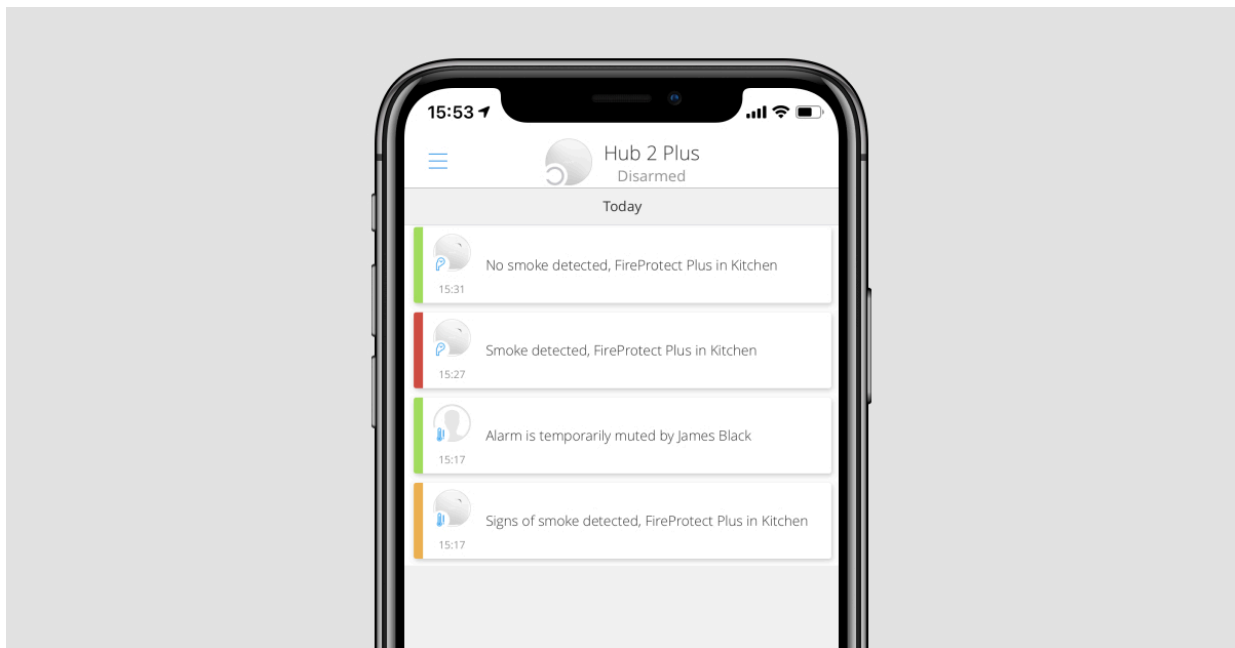 15:53
Hub 2 Plus
Disarmed
Today
No smoke detected, FireProtect Plus in Kitchen
15:31
Smoke detected, FireProtect Plus in Kitchen
15:27
Alarm is temporarily muted by James Black
15:17
Signs of smoke detected, FireProtect Plus in Kitchen
15:17